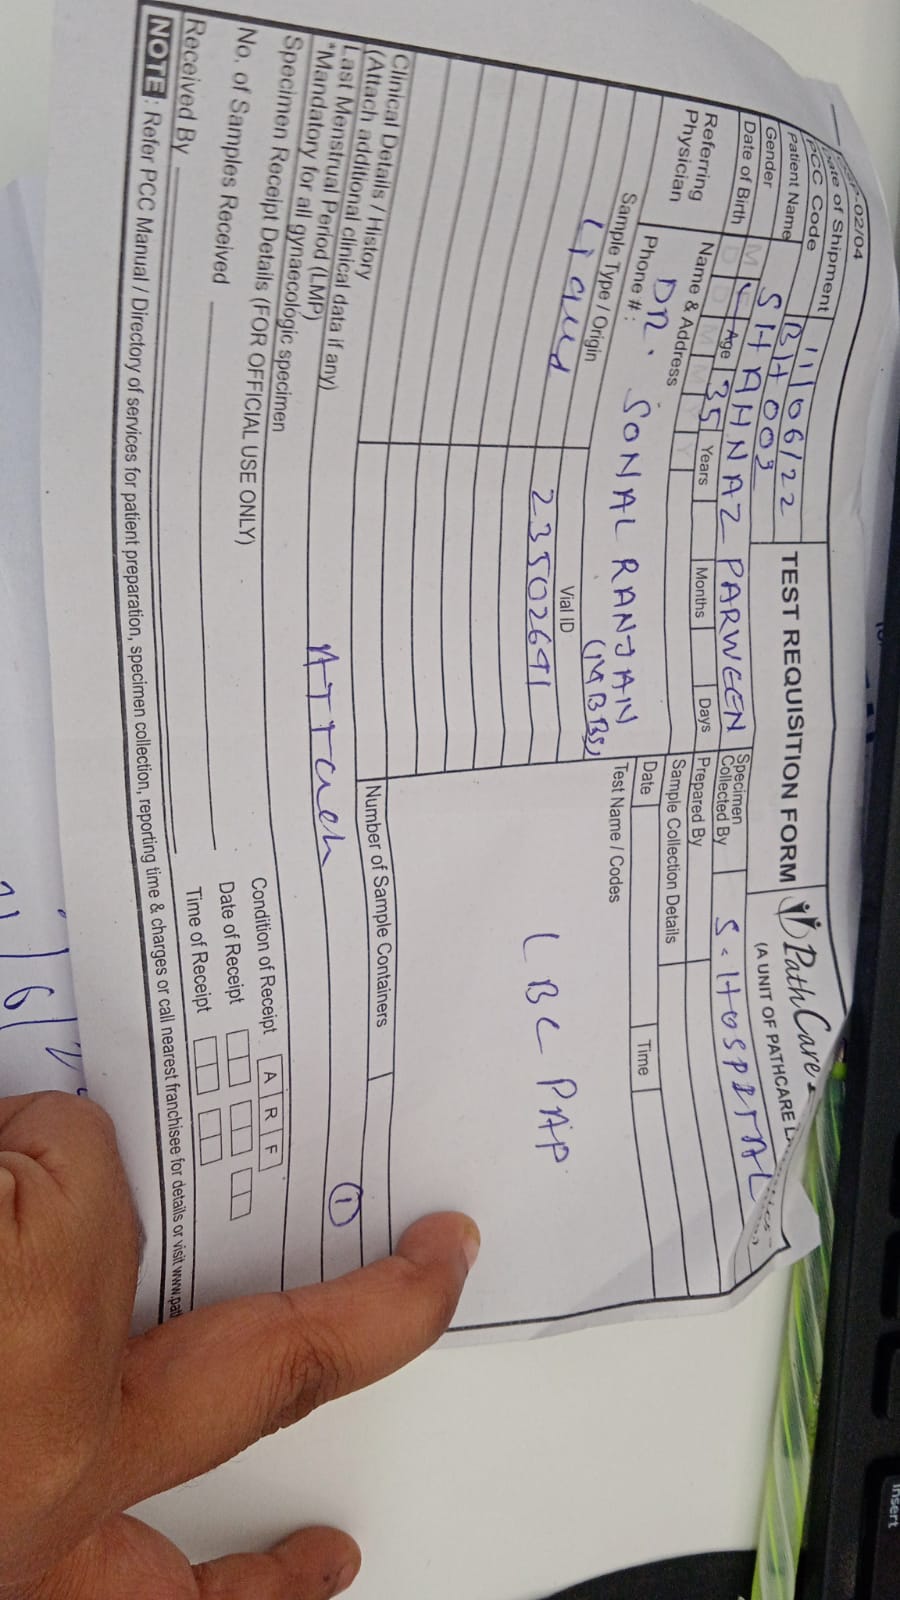 -02/04
Date of Shipment 11/06/22 TEST REQUISITION FORM PathCare
PCC Code BH003 (A UNIT OF PATHCARE
Patient Name SHAHNAZ PARWEEN Specimen Collected By S. HOSPITAL
Gender M F Age 35 Years Months Days Prepared By
Date of Birth D D M M Y Y Sample Collection Details
Referring Physician Name & Address DR. SONAL RANJAN (MBBS) Date Time
Phone #:
Sample Type / Origin Vial ID Test Name / Codes
Liqud 23502691 LBC PAP
Number of Sample Containers 1
Clinical Details / History
(Attach additional clinical data if any) ATTach
Last Menstrual Period (LMP)
*Mandatory for all gynaecologic specimen
Specimen Receipt Details (FOR OFFICIAL USE ONLY) Condition of Receipt A R F
No. of Samples Received Date of Receipt
Received By Time of Receipt
NOTE: Refer PCC Manual / Directory of services for patient preparation, specimen collection, reporting time & charges or call nearest franchisee for details or visit www.pat
Insert